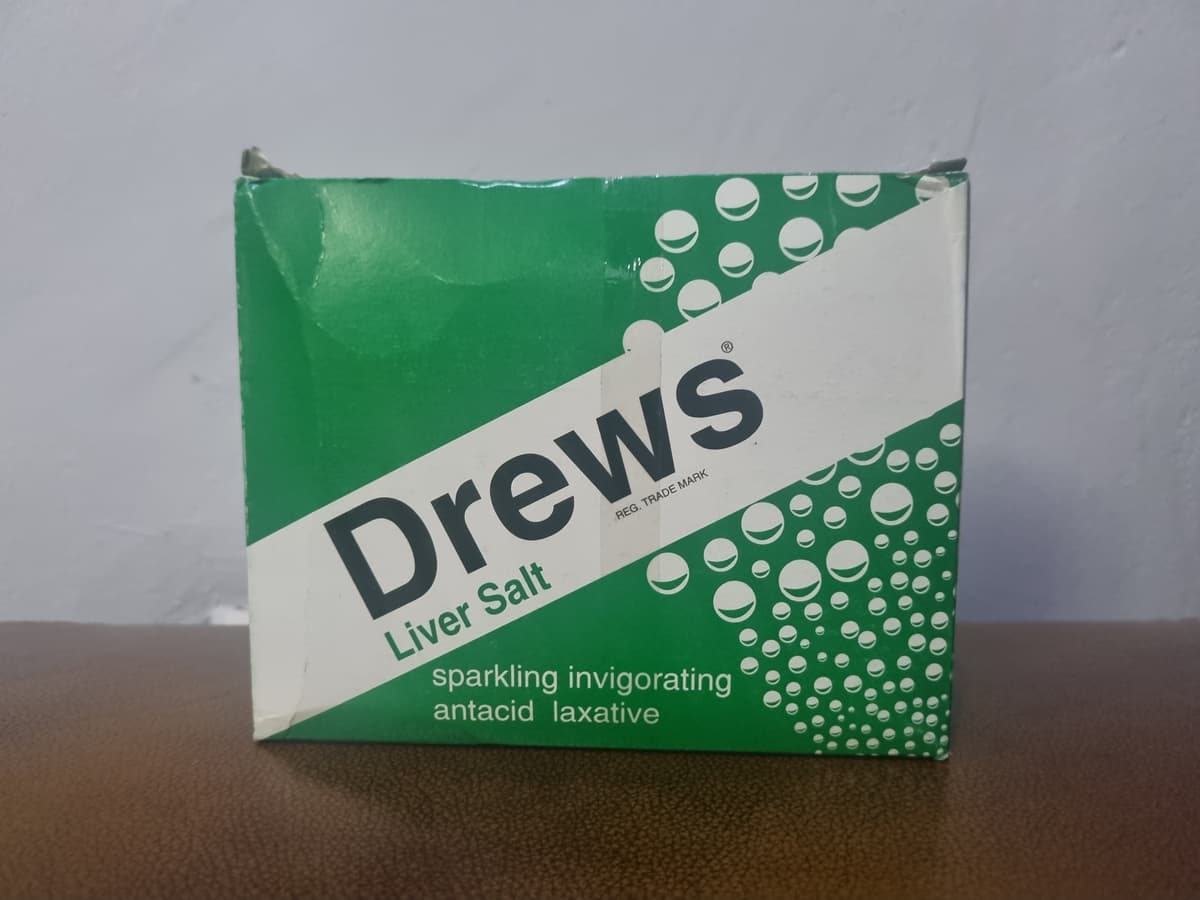 Drews®
REG. TRADE MARK
Liver Salt
sparkling invigorating
antacid laxative